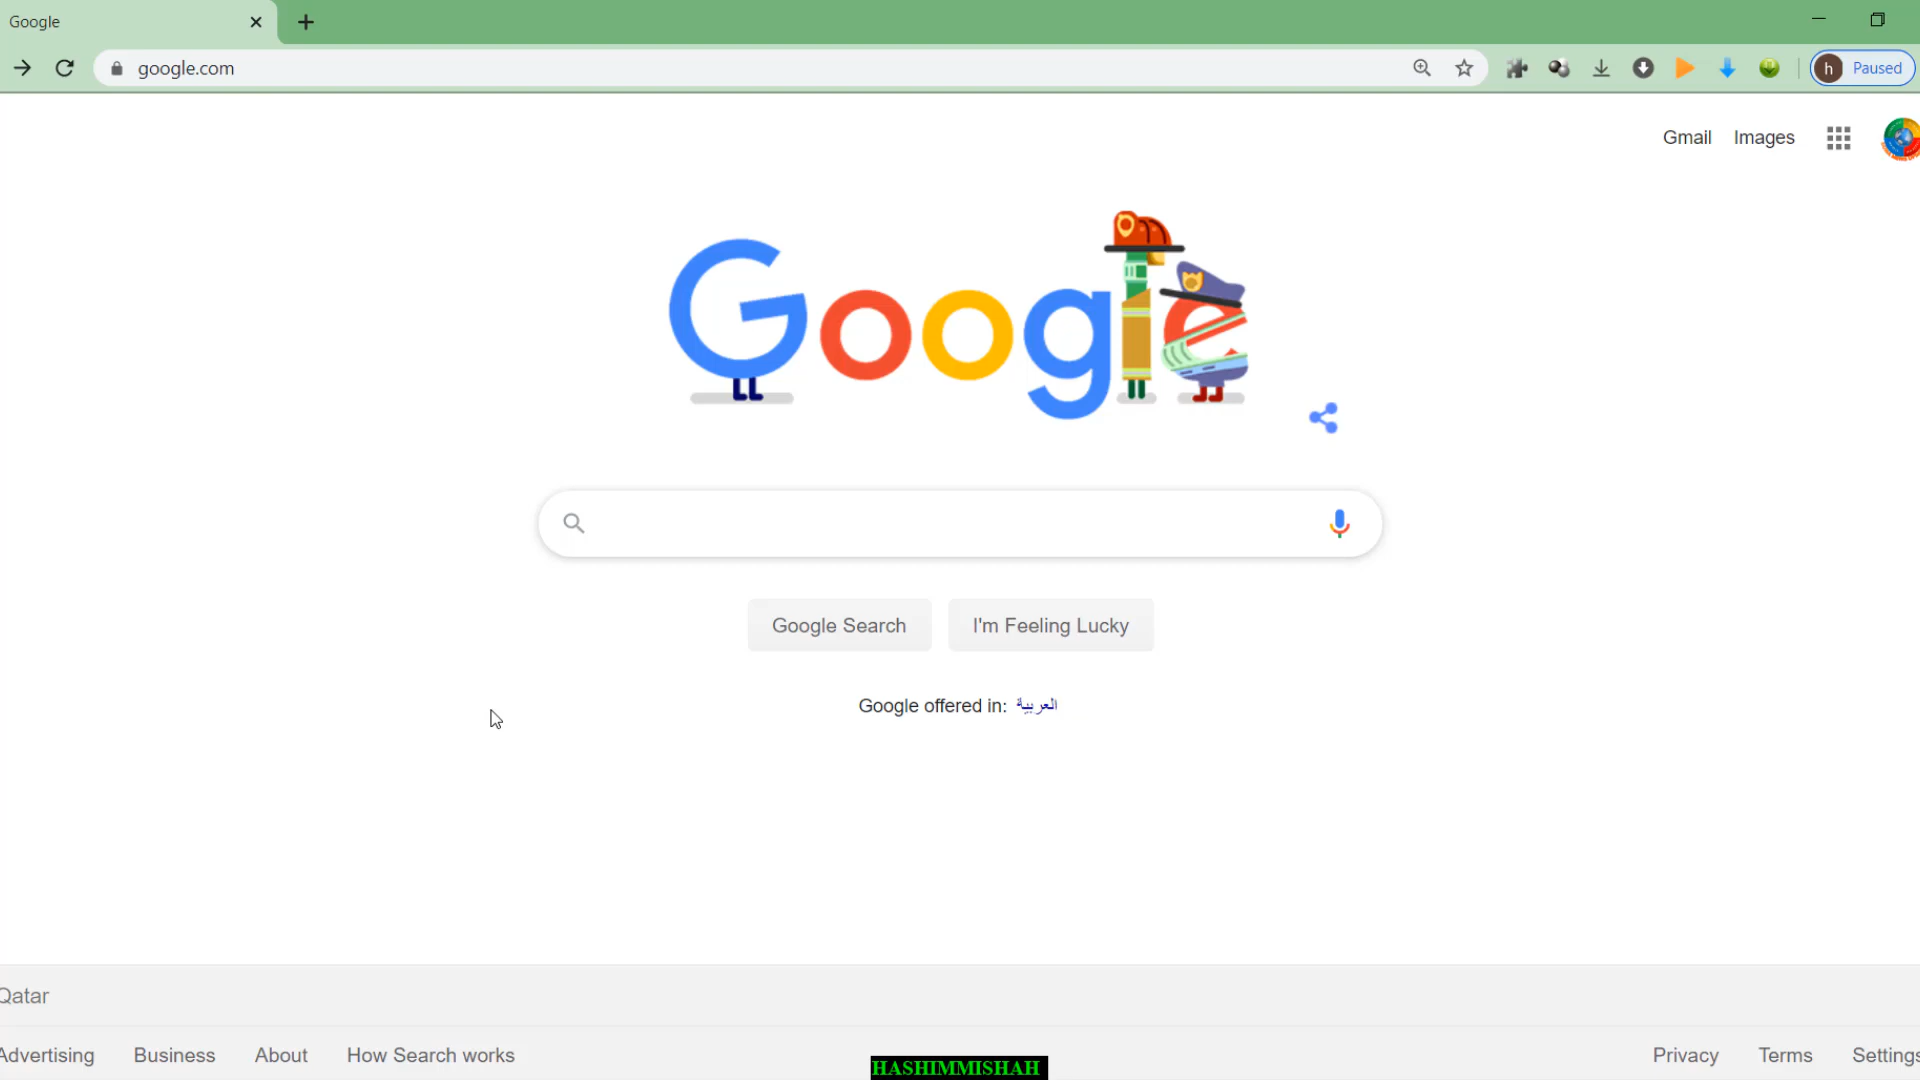 Google
google.com
h Paused
Gmail Images
Google
Google Search I'm Feeling Lucky
Google offered in: العربية
Qatar
Advertising Business About How Search works Privacy Terms Settings
HASHIMMISHAH